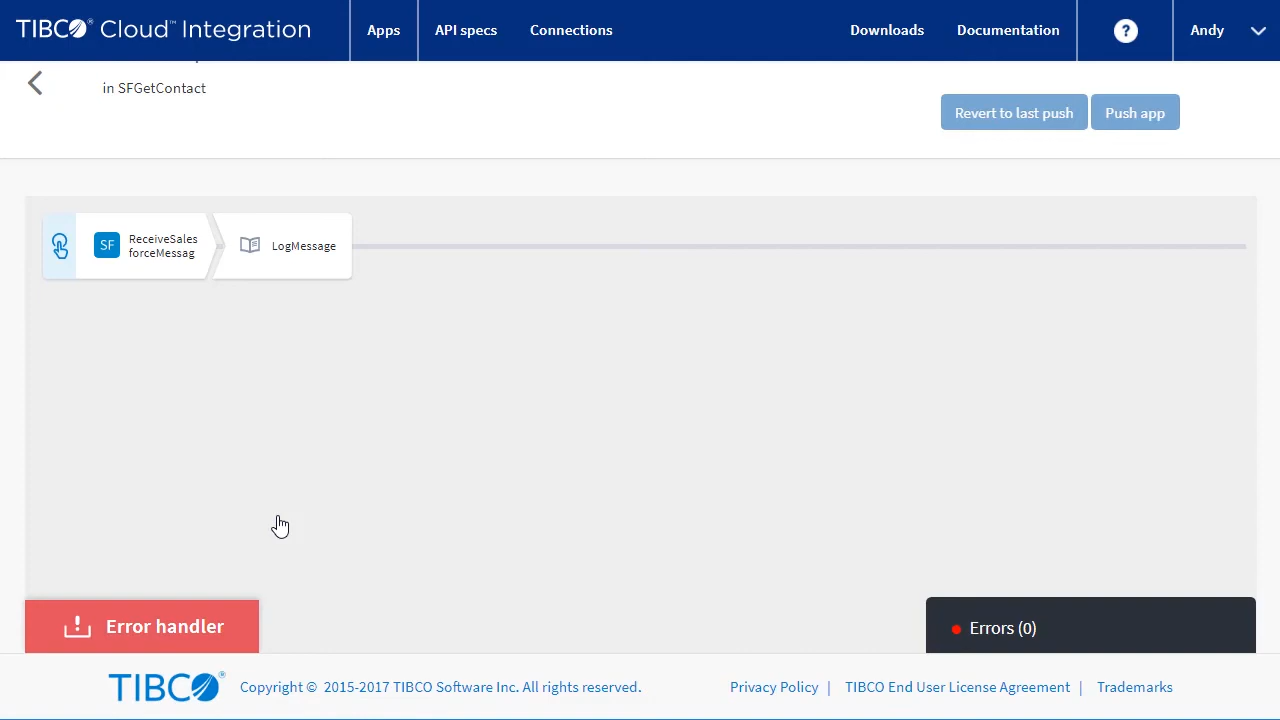 TIBCO® Cloud™ Integration
Apps
API specs
Connections
Downloads
Documentation
?
Andy
in SFGetContact
Revert to last push
Push app
SF
ReceiveSales
forceMessag
LogMessage
Error handler
Errors (0)
TIBCO®
Copyright © 2015-2017 TIBCO Software Inc. All rights reserved.
Privacy Policy | TIBCO End User License Agreement | Trademarks